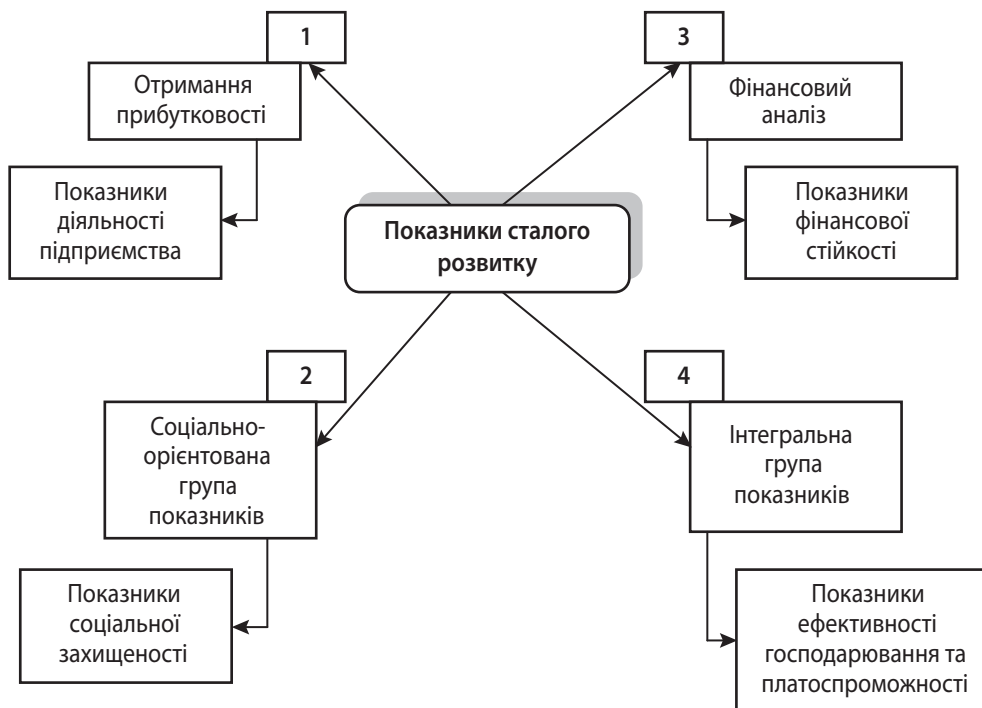 1
Отримання
прибутковості
Показники
діяльності
підприємства
3
Фінансовий
аналіз
Показники
фінансової
стійкості
Показники сталого
розвитку
2
Соціально-
орієнтована
група
показників
Показники
соціальної
захищеності
4
Інтегральна
група
показників
Показники
ефективності
господарювання та
платоспроможності